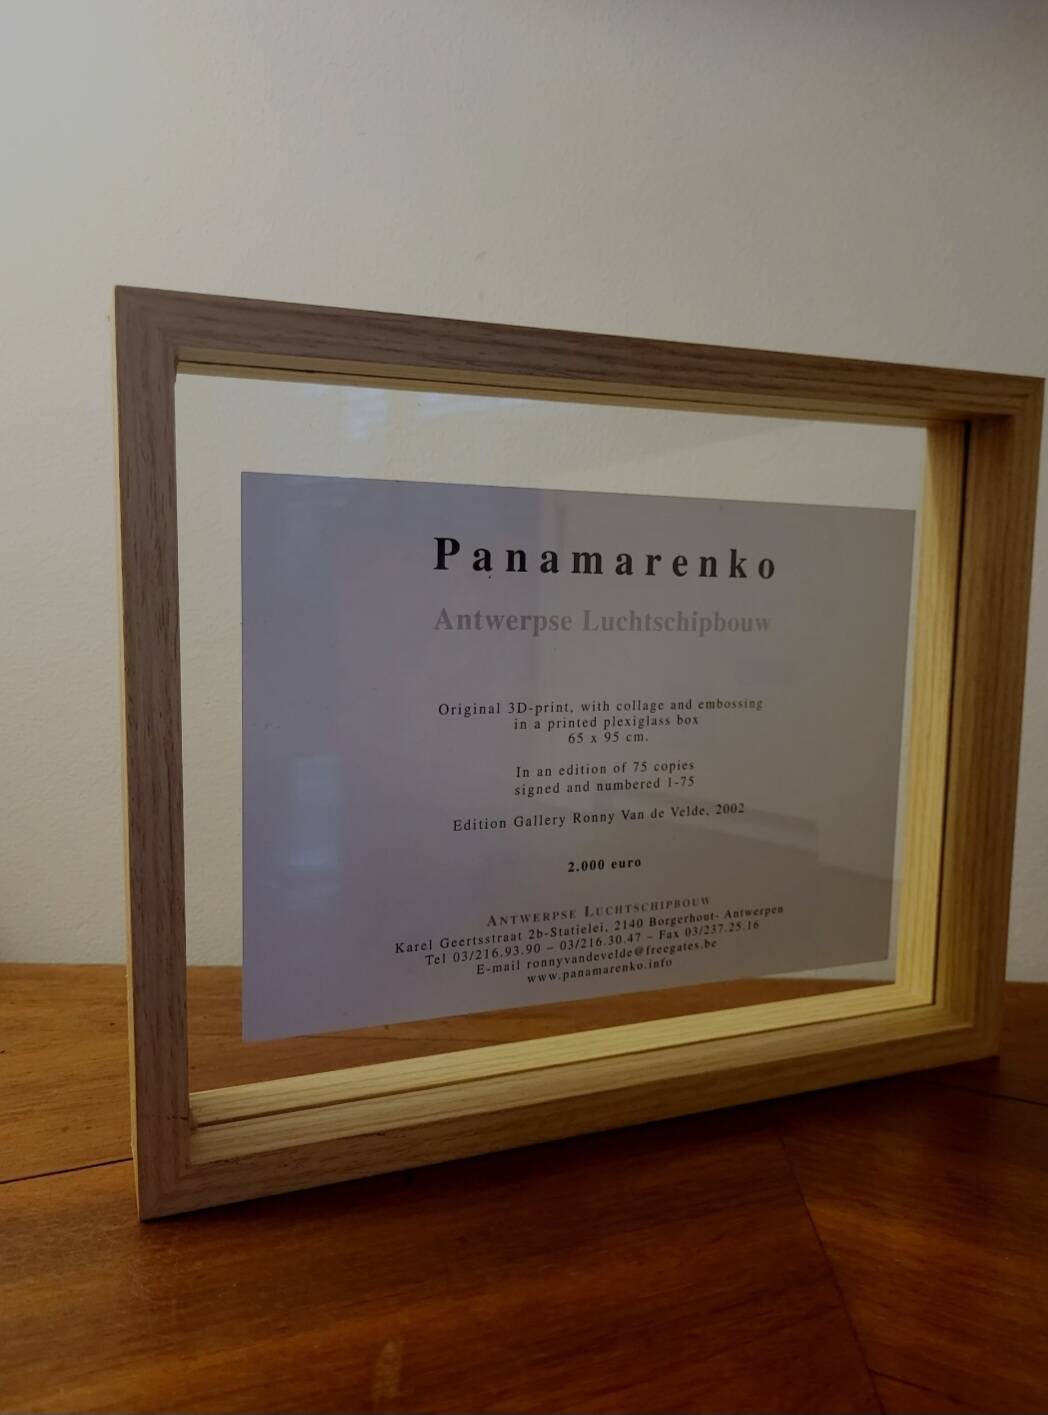 Panamarenko
Antwerpse Luchtschipbouw
Original 3D-print, with collage and embossing
in a printed plexiglass box
65 x 95 cm.
In an edition of 75 copies
signed and numbered 1-75
Edition Gallery Ronny Van de Velde, 2002
2.000 euro
ANTWERPSE LUCHTSCHIPBOUW
Karel Geertsstraat 2b-Statielei, 2140 Borgerhout- Antwerpen
Tel 03/216.93.90 – 03/216.30.47 – Fax 03/237.25.16
E-mail ronnyvandevelde@freegates.be
www.panamarenko.info